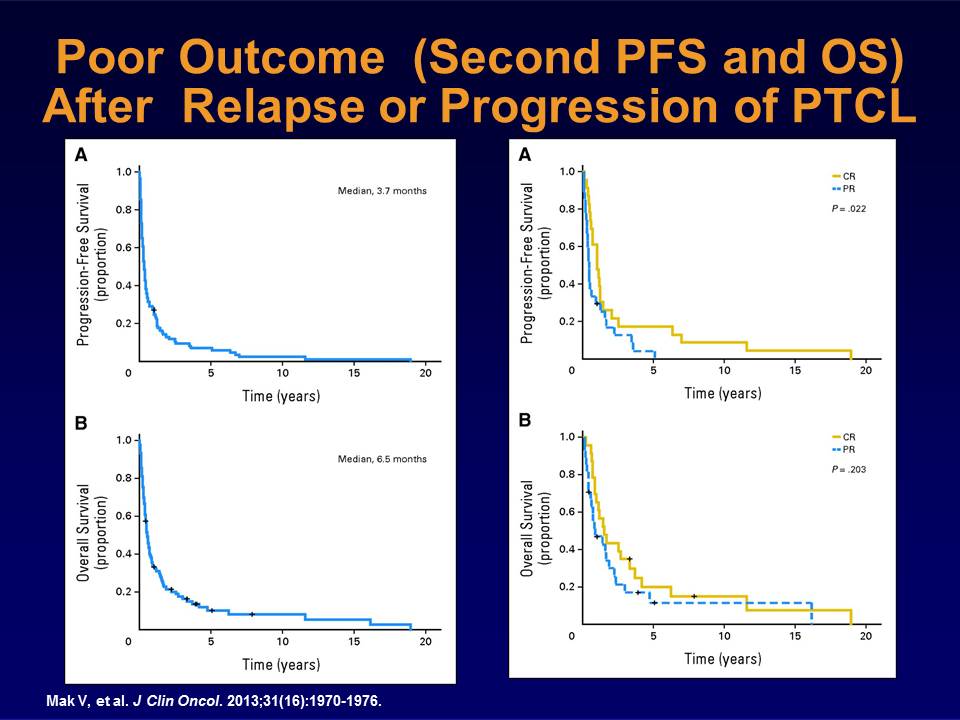 Poor Outcome (Second PFS and OS)
After Relapse or Progression of PTCL
A
Progression-Free Survival
(proportion)
1.0
0.8
0.6
0.4
0.2
Median, 3.7 months
0 5 10 15 20
Time (years)
B
Overall Survival
(proportion)
1.0
0.8
0.6
0.4
0.2
Median, 6.5 months
0 5 10 15 20
Time (years)
A
Progression-Free Survival
(proportion)
1.0
0.8
0.6
0.4
0.2
CR
PR
P = .022
0 5 10 15 20
Time (years)
B
Overall Survival
(proportion)
1.0
0.8
0.6
0.4
0.2
CR
PR
P = .203
0 5 10 15 20
Time (years)
Mak V, et al. J Clin Oncol. 2013;31(16):1970-1976.